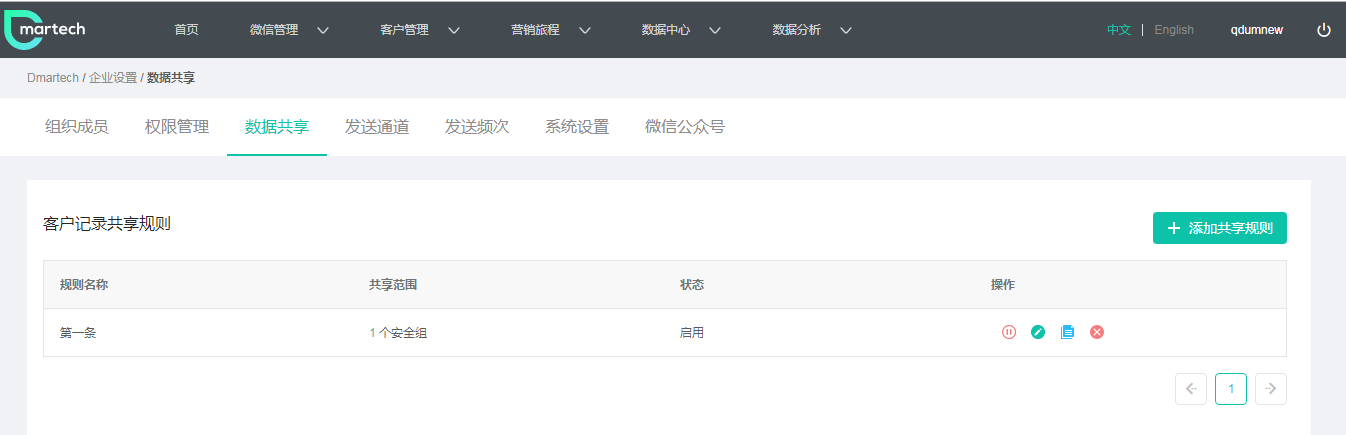 Dmartech 首页 微信管理 客户管理 营销旅程 数据中心 数据分析 中文 | English qdumnew
Dmartech / 企业设置 / 数据共享
组织成员 权限管理 数据共享 发送通道 发送频次 系统设置 微信公众号
客户记录共享规则
+ 添加共享规则
规则名称 共享范围 状态 操作
第一条 1 个安全组 启用
1